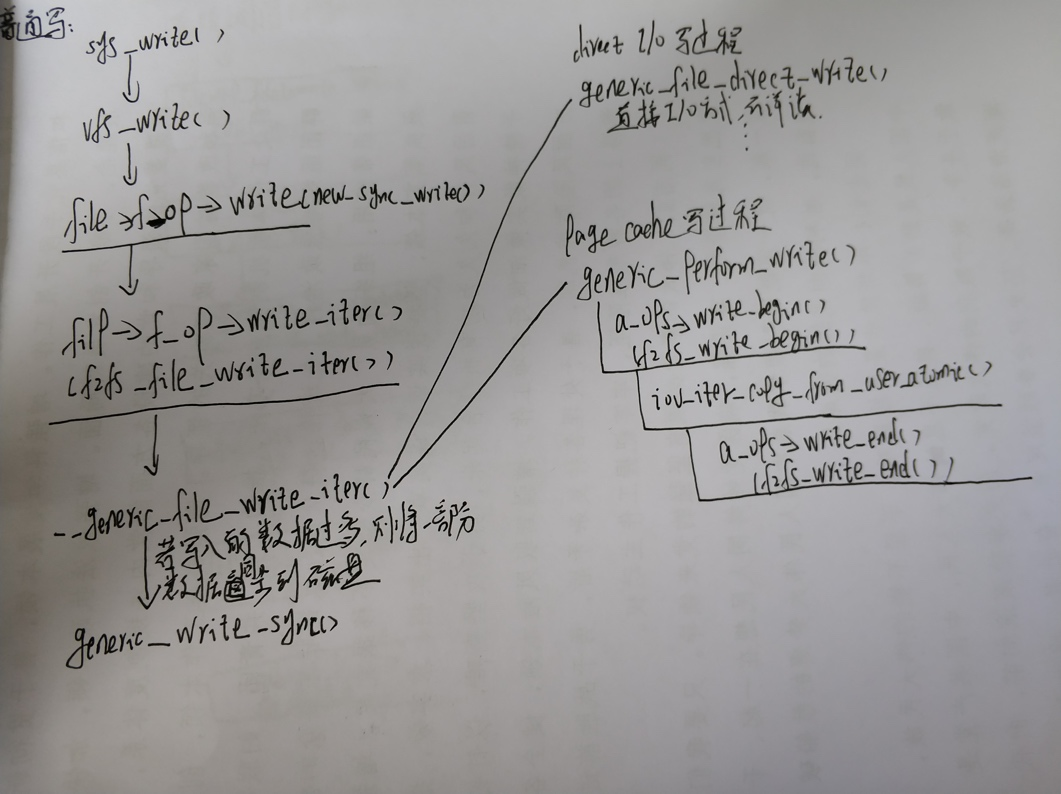 普通写:
sys_write()
vfs_write()
file→f_op→write(new_sync_write())
filp→f_op→write_iter()
(f2fs_file_write_iter())
__generic_file_write_iter()
若写入的数据过多,则将一部分
数据回写到磁盘
generic_write_sync()
direct I/O 写过程
generic_file_direct_write()
直接I/O方式,
Page cache 写过程
generic_perform_write()
a_ops→write_begin()
(f2fs_write_begin())
iov_iter_copy_from_user_atomic()
a_ops→write_end()
(f2fs_write_end())